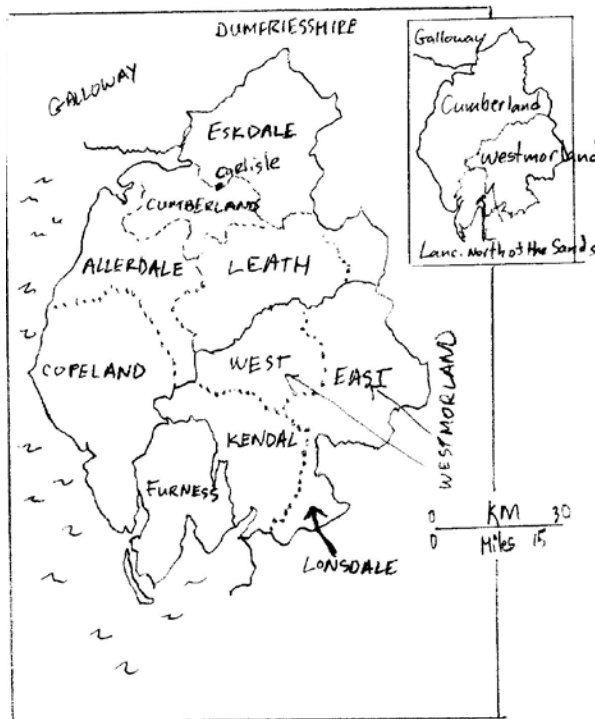 DUMFRIESSHIRE
GALLOWAY
ESKDALE
Carlisle
CUMBERLAND
ALLERDALE
LEATH
COPELAND
WEST
EAST
WESTMORLAND
KENDAL
FURNESS
LONSDALE
0 KM 30
0 Miles 15
Galloway
Cumberland
Westmorland
Lanc. North of the Sands